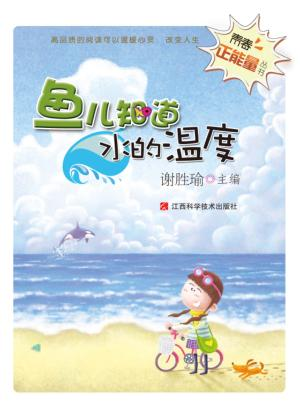 高品质的阅读可以温暖心灵 改变人生
青春
正能量
丛书
鱼儿知道
水的温度
谢胜瑜 主编
江西科学技术出版社